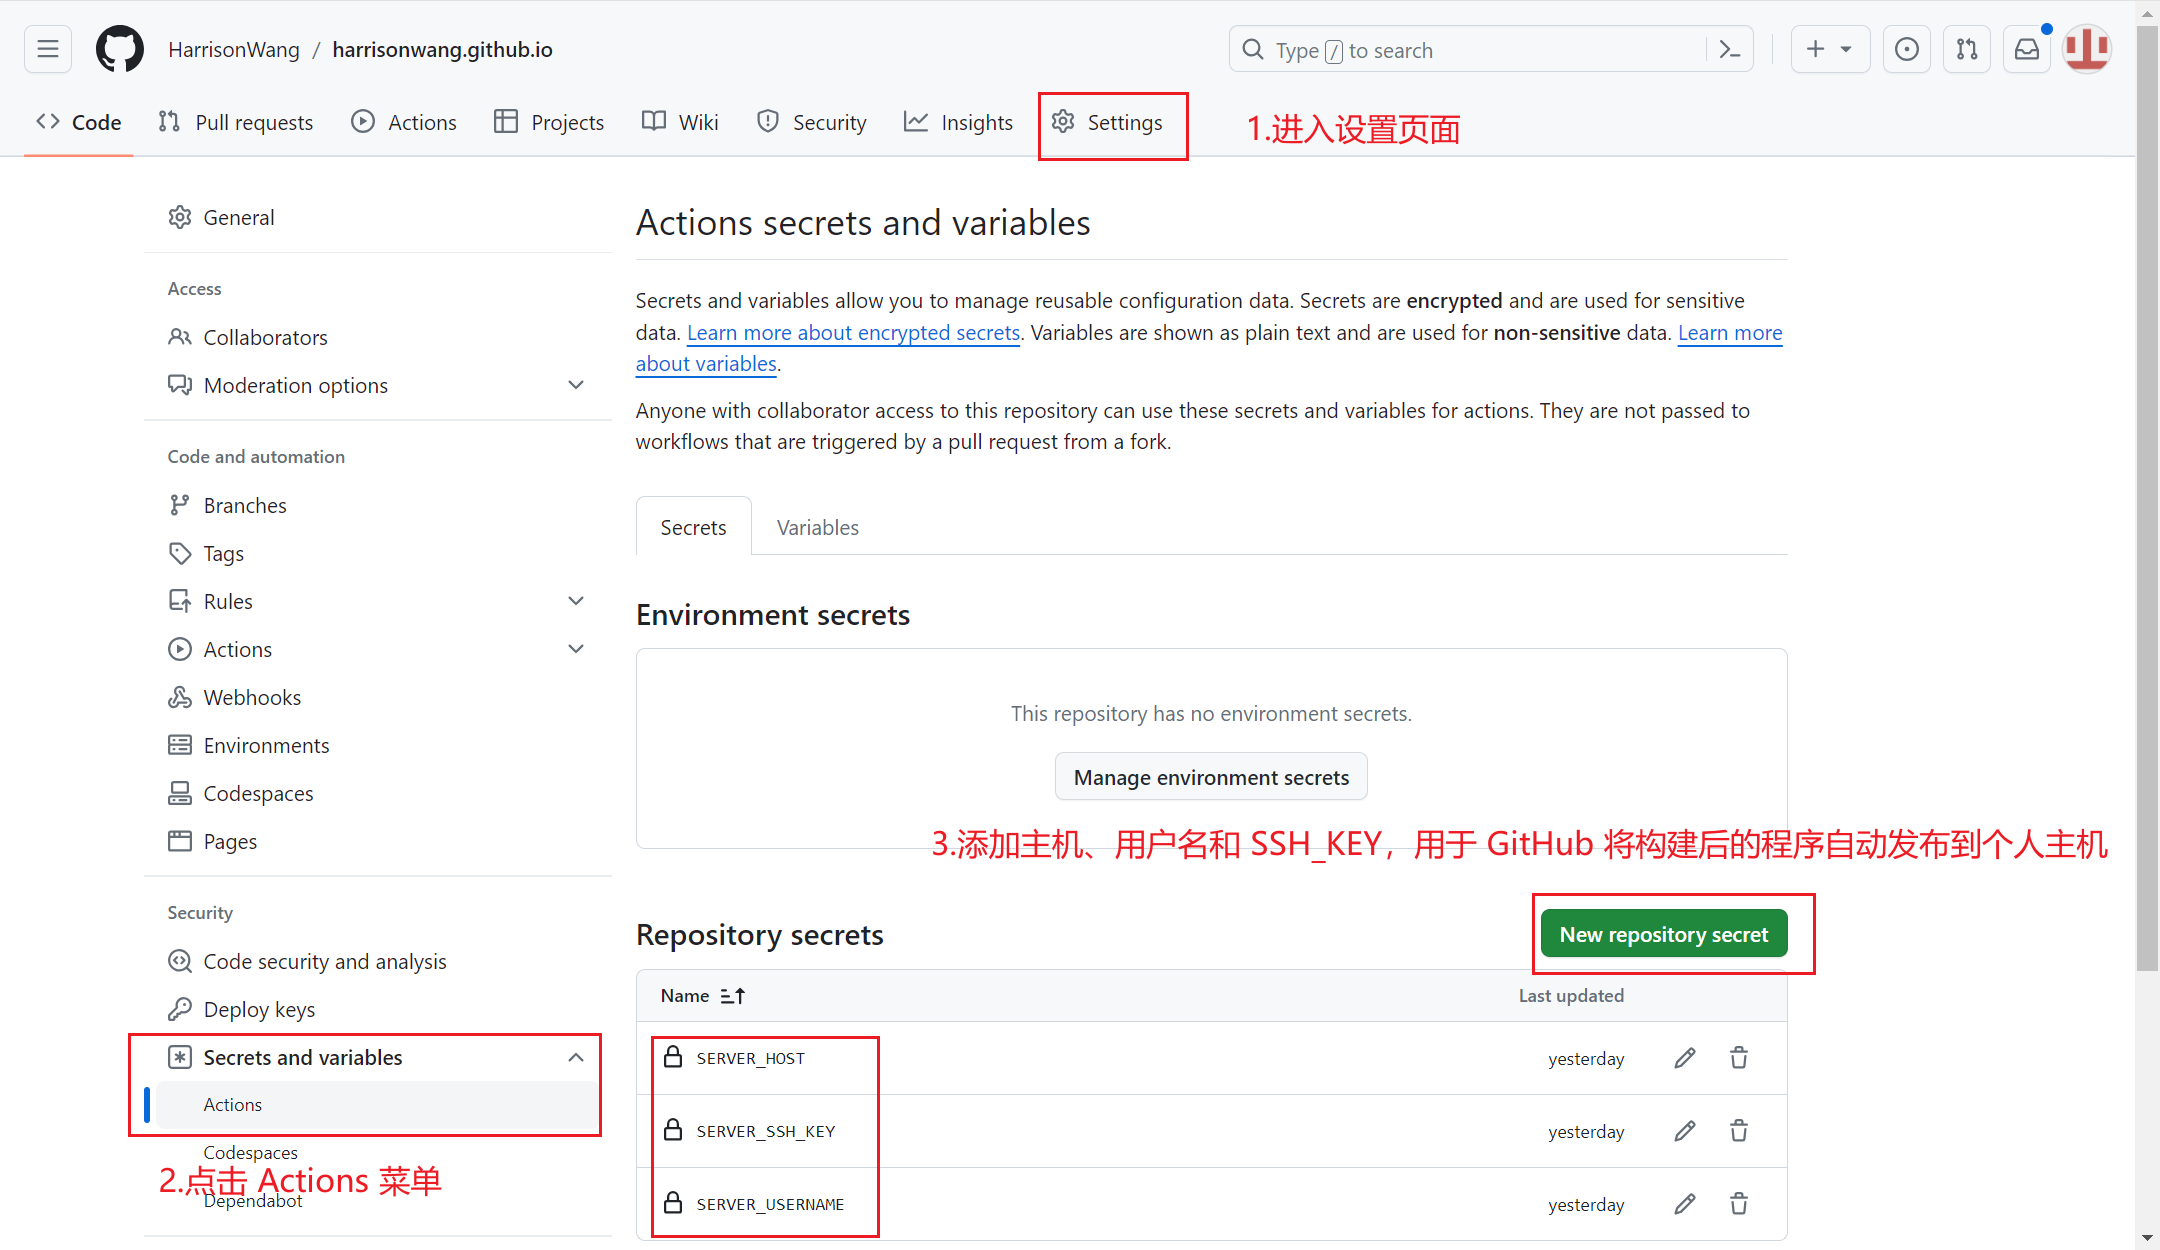 HarrisonWang / harrisonwang.github.io
Type / to search
Code
Pull requests
Actions
Projects
Wiki
Security
Insights
Settings
1.进入设置页面
General
Access
Collaborators
Moderation options
Code and automation
Branches
Tags
Rules
Actions
Webhooks
Environments
Codespaces
Pages
Security
Code security and analysis
Deploy keys
Secrets and variables
Actions
Codespaces
2.点击 Actions 菜单
Dependabot
Actions secrets and variables
Secrets and variables allow you to manage reusable configuration data. Secrets are encrypted and are used for sensitive
data. Learn more about encrypted secrets. Variables are shown as plain text and are used for non-sensitive data. Learn more
about variables.
Anyone with collaborator access to this repository can use these secrets and variables for actions. They are not passed to
workflows that are triggered by a pull request from a fork.
Secrets
Variables
Environment secrets
This repository has no environment secrets.
Manage environment secrets
3.添加主机、用户名和 SSH_KEY，用于 GitHub 将构建后的程序自动发布到个人主机
Repository secrets
New repository secret
Name
Last updated
SERVER_HOST
yesterday
SERVER_SSH_KEY
yesterday
SERVER_USERNAME
yesterday